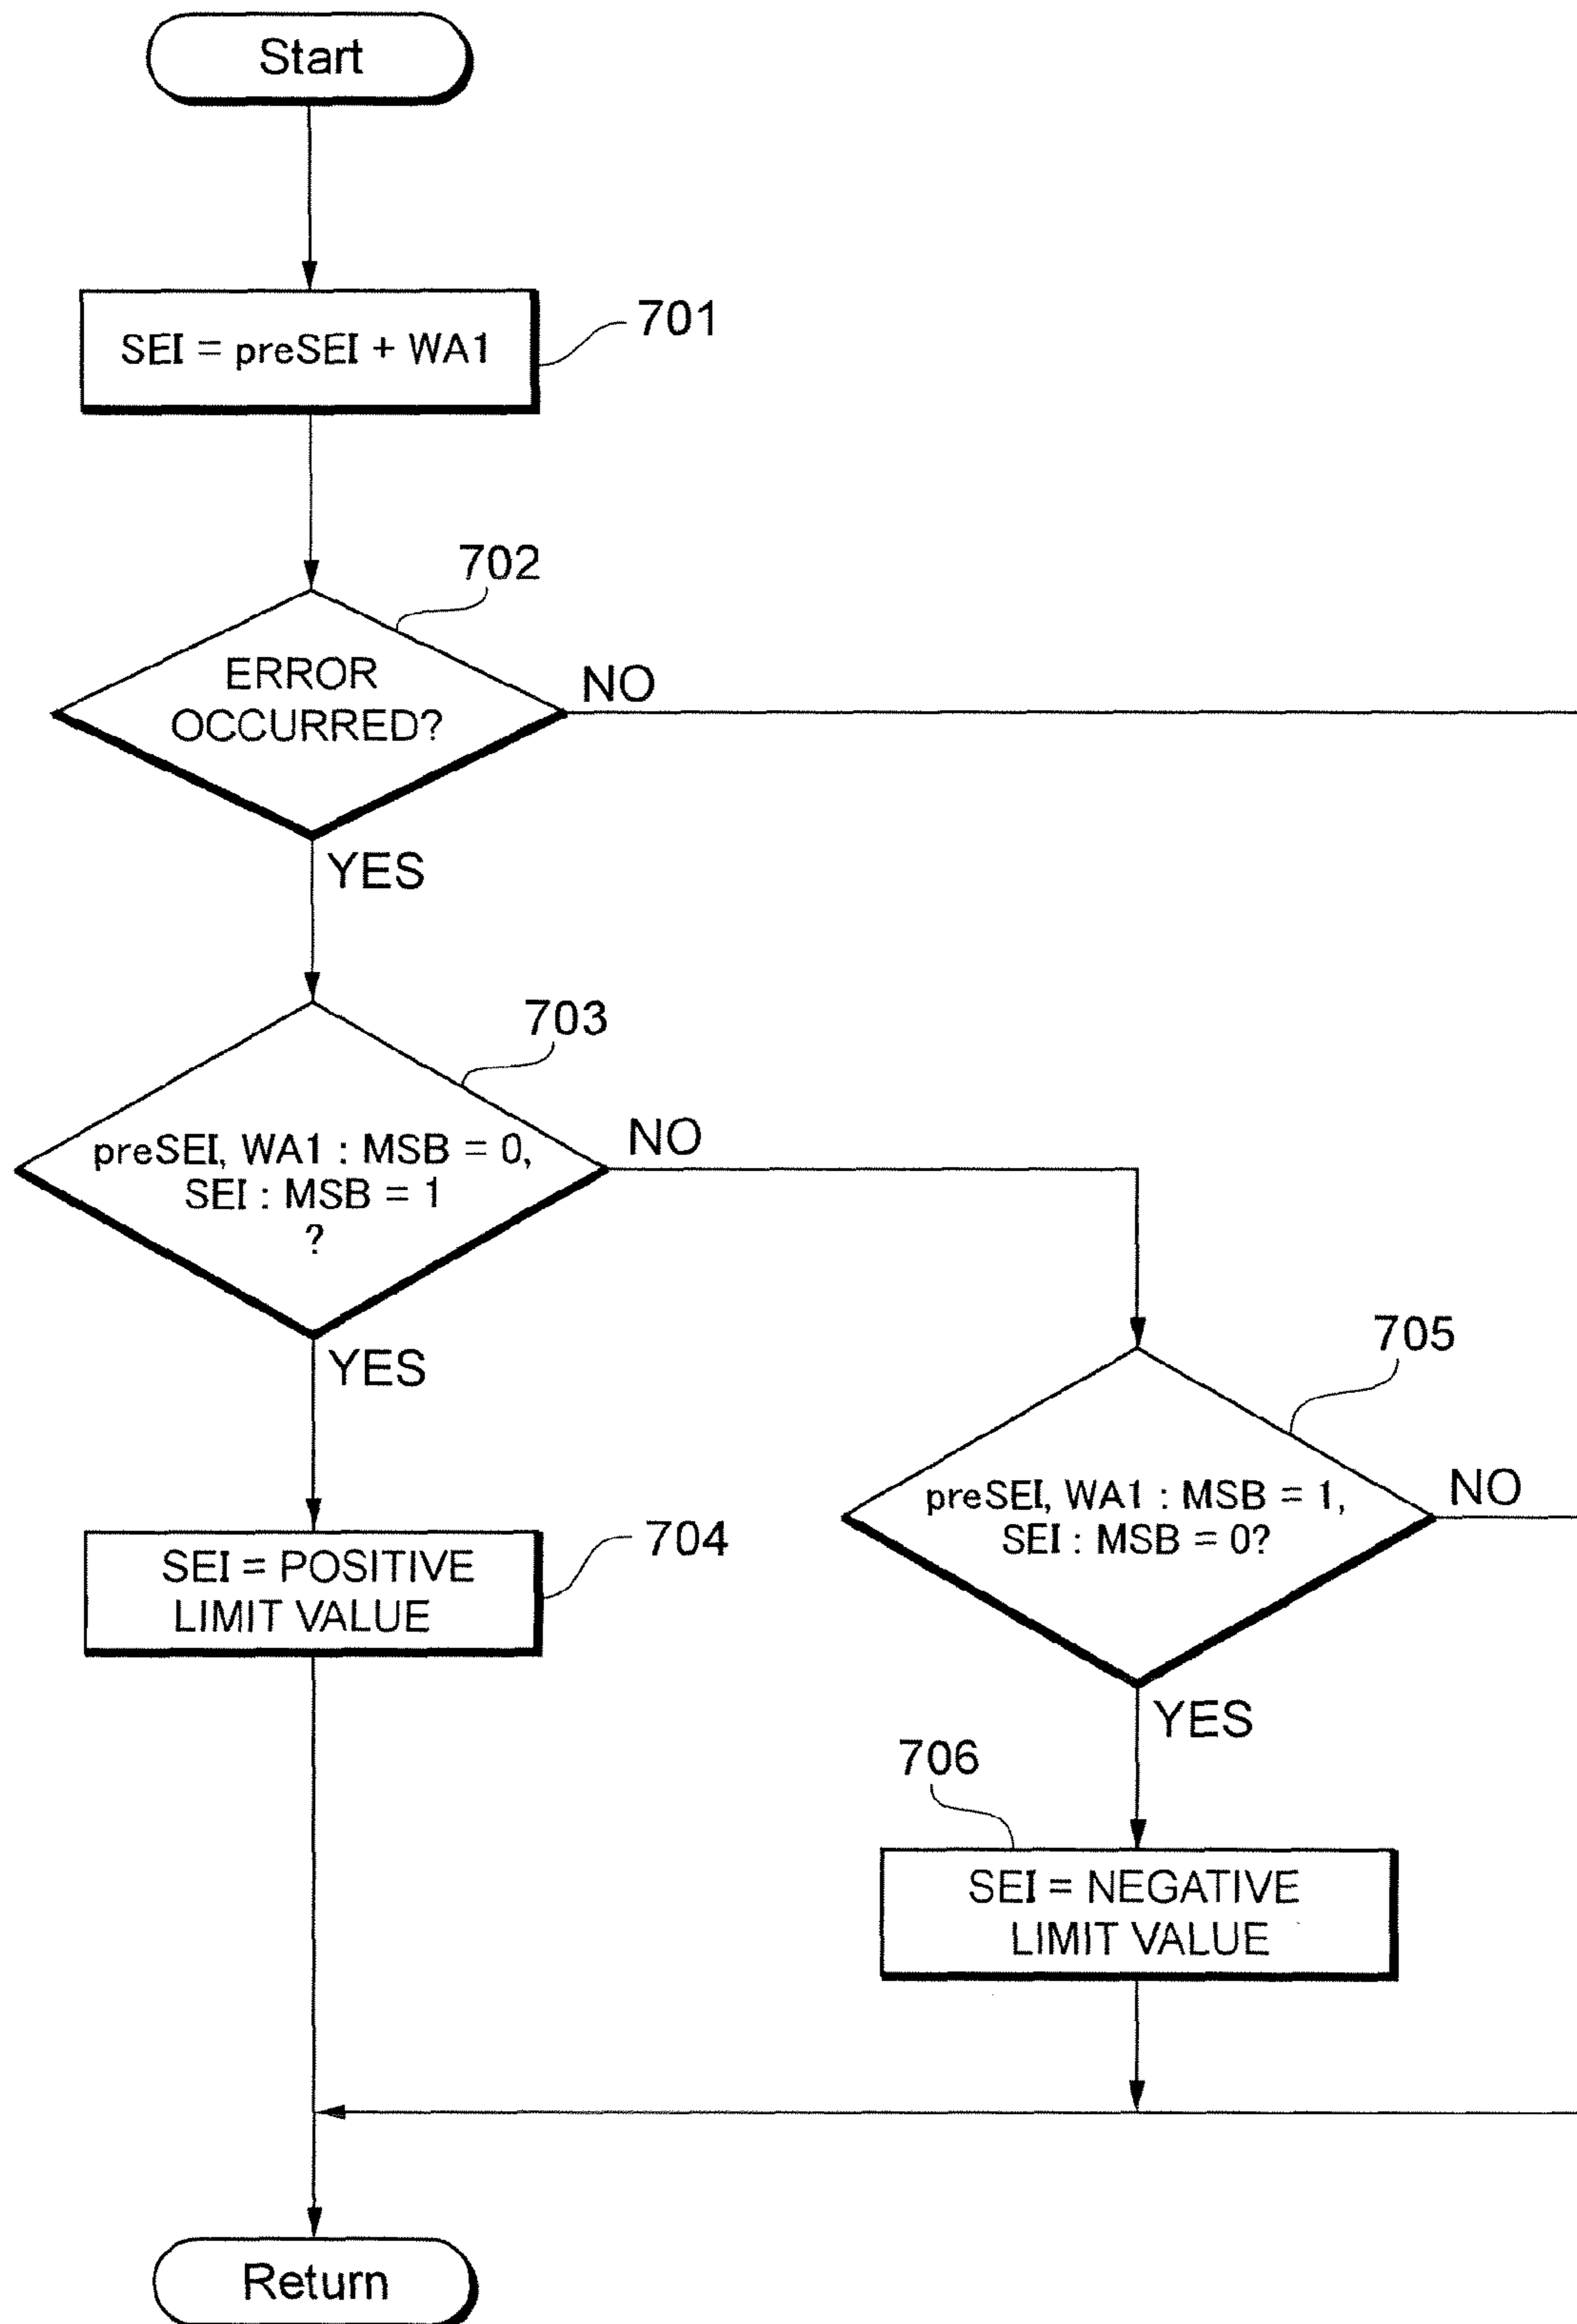 Start
SEI = preSEI + WA1
701
702
ERROR
OCCURRED?
NO
YES
703
preSEI, WA1 : MSB = 0,
SEI : MSB = 1
?
NO
YES
705
preSEI, WA1 : MSB = 1,
SEI : MSB = 0?
NO
YES
SEI = POSITIVE
LIMIT VALUE
704
706
SEI = NEGATIVE
LIMIT VALUE
Return